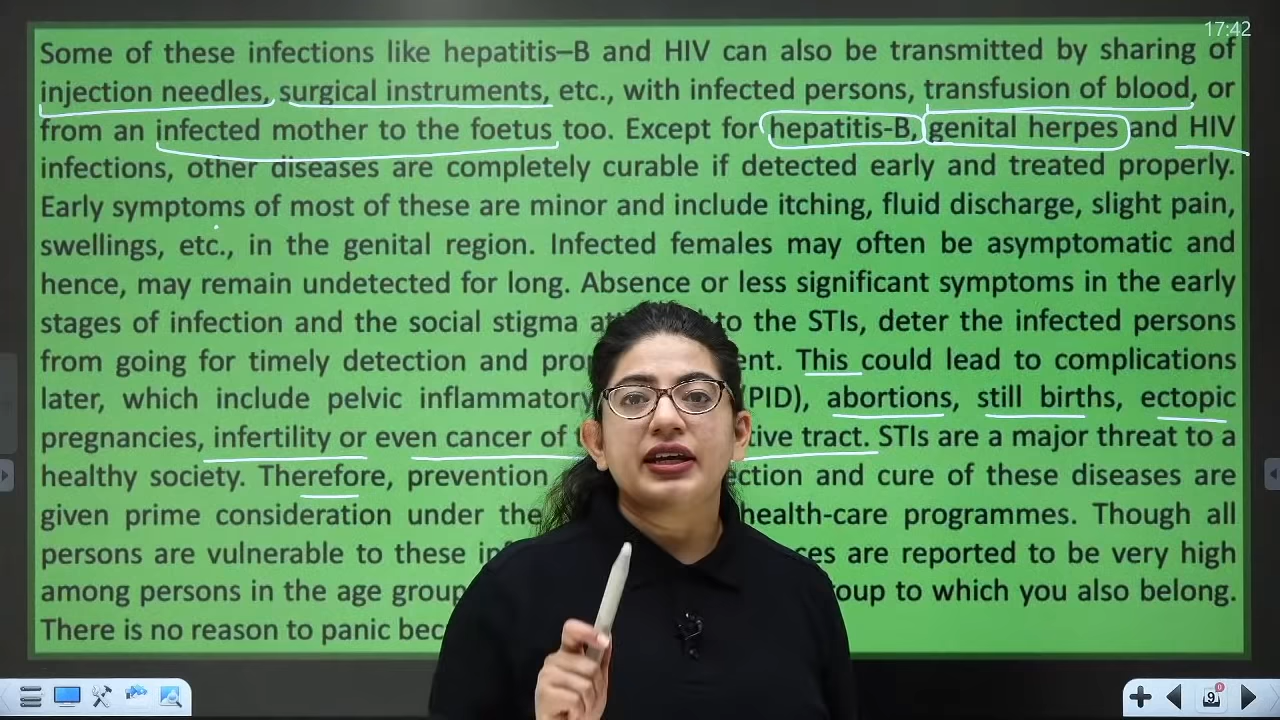 17:42
Some of these infections like hepatitis–B and HIV can also be transmitted by sharing of
injection needles, surgical instruments, etc., with infected persons, transfusion of blood, or
from an infected mother to the foetus too. Except for hepatitis-B, genital herpes and HIV
infections, other diseases are completely curable if detected early and treated properly.
Early symptoms of most of these are minor and include itching, fluid discharge, slight pain,
swellings, etc., in the genital region. Infected females may often be asymptomatic and
hence, may remain undetected for long. Absence or less significant symptoms in the early
stages of infection and the social stigma to the STIs, deter the infected persons
from going for timely detection and This could lead to complications
later, which include pelvic inflammatory (PID), abortions, still births, ectopic
pregnancies, infertility or even cancer of tract. STIs are a major threat to a
healthy society. Therefore, prevention and cure of these diseases are
given prime consideration under the health-care programmes. Though all
persons are vulnerable to these are reported to be very high
among persons in the age to which you also belong.
There is no reason to panic
9